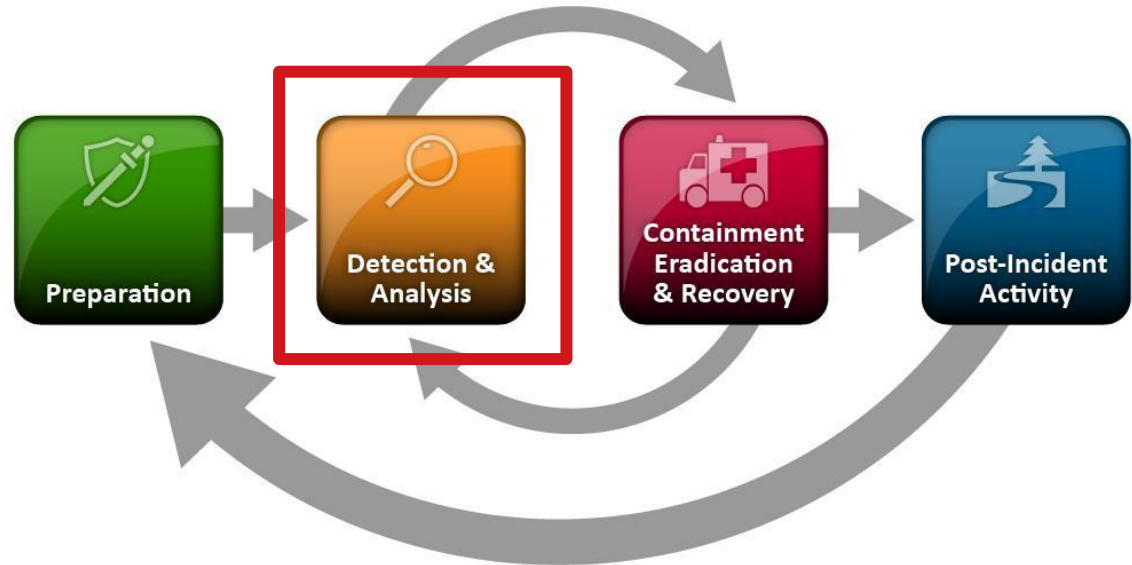 Preparation
Detection &
Analysis
Containment
Eradication
& Recovery
Post-Incident
Activity